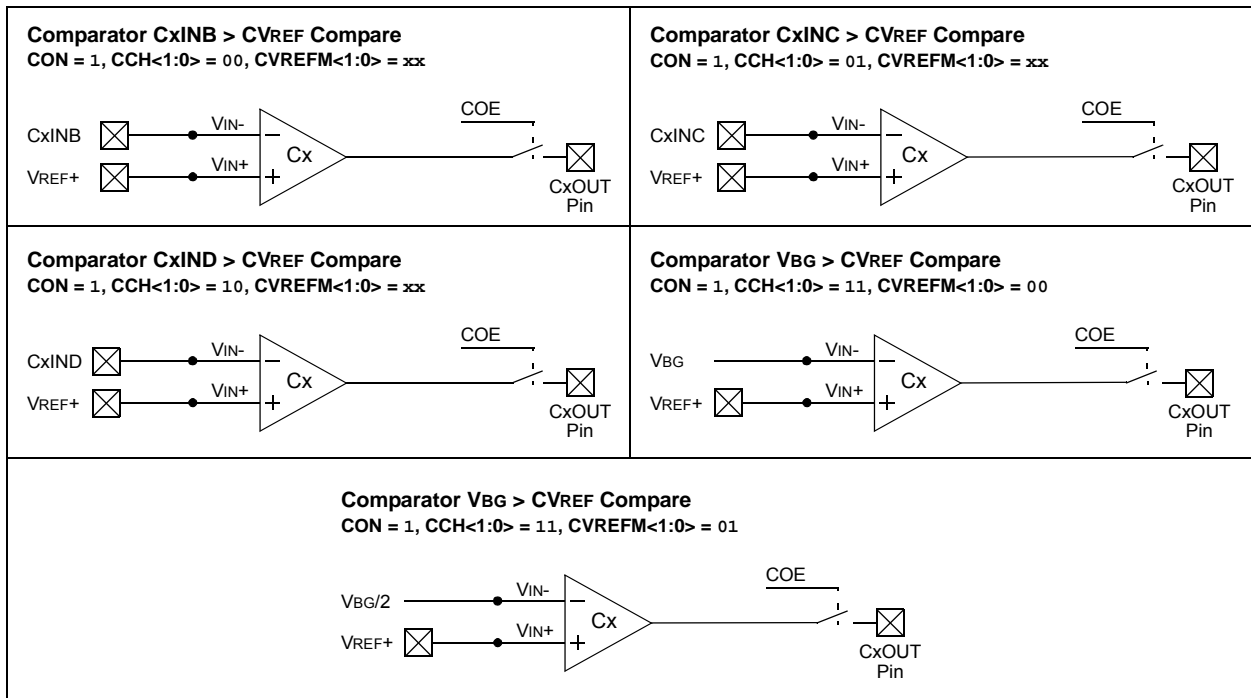 Comparator CxINB > CVREF Compare
CON = 1, CCH<1:0> = 00, CVREFM<1:0> = xx
COE
CxINB
VIN-
Cx
VREF+
VIN+
CxOUT
Pin
Comparator CxINC > CVREF Compare
CON = 1, CCH<1:0> = 01, CVREFM<1:0> = xx
COE
CxINC
VIN-
Cx
VREF+
VIN+
CxOUT
Pin
Comparator CxIND > CVREF Compare
CON = 1, CCH<1:0> = 10, CVREFM<1:0> = xx
COE
CxIND
VIN-
Cx
VREF+
VIN+
CxOUT
Pin
Comparator VBG > CVREF Compare
CON = 1, CCH<1:0> = 11, CVREFM<1:0> = 00
COE
VBG
VIN-
Cx
VREF+
VIN+
CxOUT
Pin
Comparator VBG > CVREF Compare
CON = 1, CCH<1:0> = 11, CVREFM<1:0> = 01
COE
VBG/2
VIN-
Cx
VREF+
VIN+
CxOUT
Pin